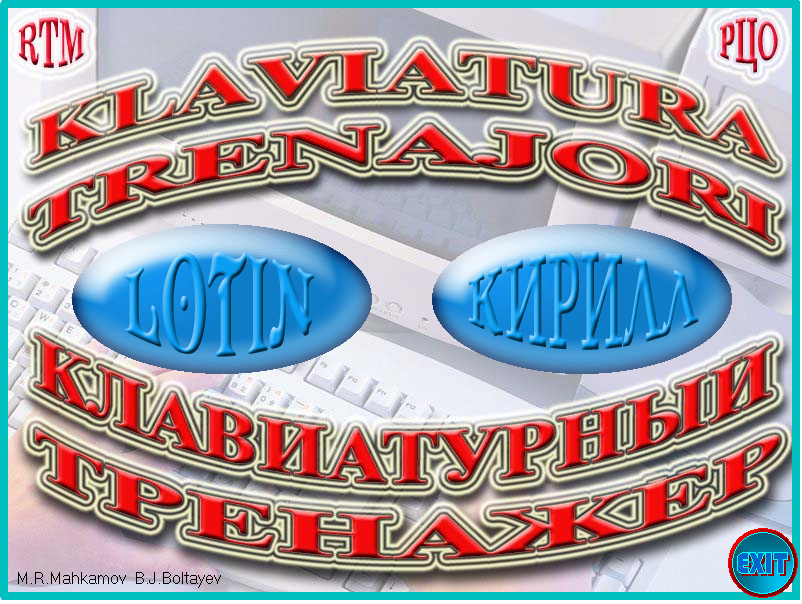 RTM
РЦО
KLAVIATURA
TRENAJORI
LOTIN
КИРИЛЛ
КЛАВИАТУРНЫЙ
ТРЕНАЖЕР
EXIT
M.R.Mahkamov B.J.Boltayev